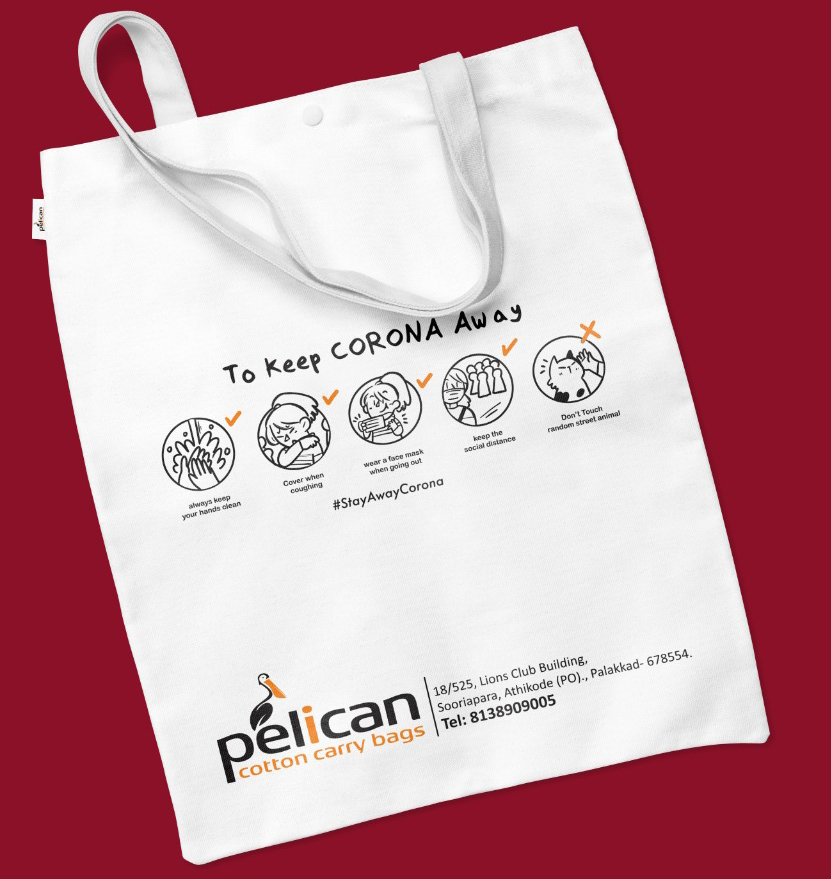 pelican
To Keep CORONA Away
always keep
your hands clean
Cover when
coughing
wear a face mask
when going out
keep the
social distance
Don't Touch
random street animal
#StayAwayCorona
pelican
cotton carry bags
18/525, Lions Club Building,
Sooriapara, Athikode (PO)., Palakkad- 678554.
Tel: 8138909005